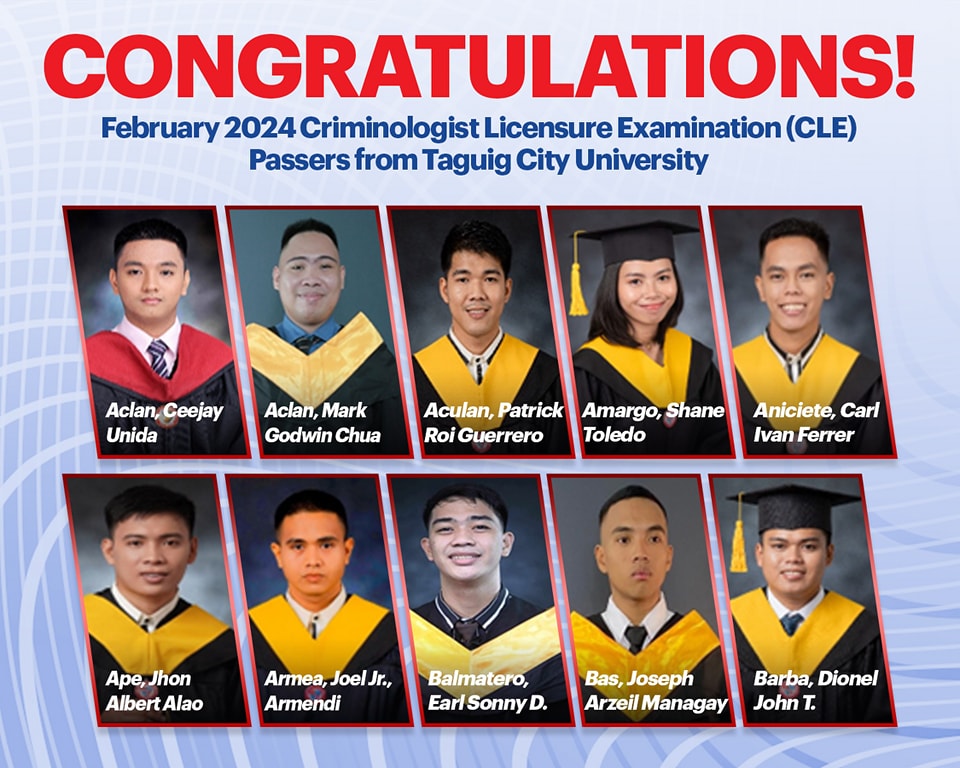 CONGRATULATIONS!
February 2024 Criminologist Licensure Examination (CLE)
Passers from Taguig City University
Aclan, Ceejay
Unida
Aclan, Mark
Godwin Chua
Aculan, Patrick
Roi Guerrero
Amargo, Shane
Toledo
Aniciete, Carl
Ivan Ferrer
Ape, Jhon
Albert Alao
Armea, Joel Jr.,
Armendi
Balmatero,
Earl Sonny D.
Bas, Joseph
Arzeil Managay
Barba, Dionel
John T.